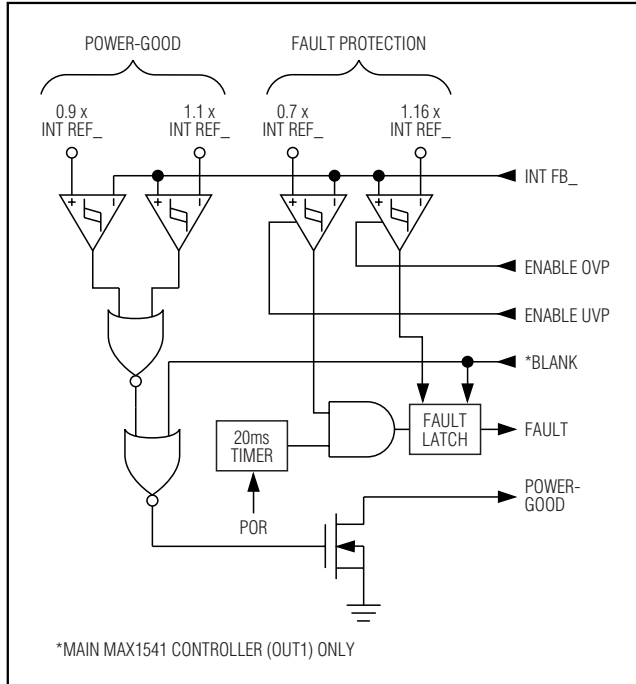 POWER-GOOD
FAULT PROTECTION
0.9 x
INT REF_
1.1 x
INT REF_
0.7 x
INT REF_
1.16 x
INT REF_
+
-
+
-
+
-
+
-
INT FB_
ENABLE OVP
ENABLE UVP
*BLANK
20ms
TIMER
FAULT
LATCH
FAULT
POR
POWER-
GOOD
*MAIN MAX1541 CONTROLLER (OUT1) ONLY